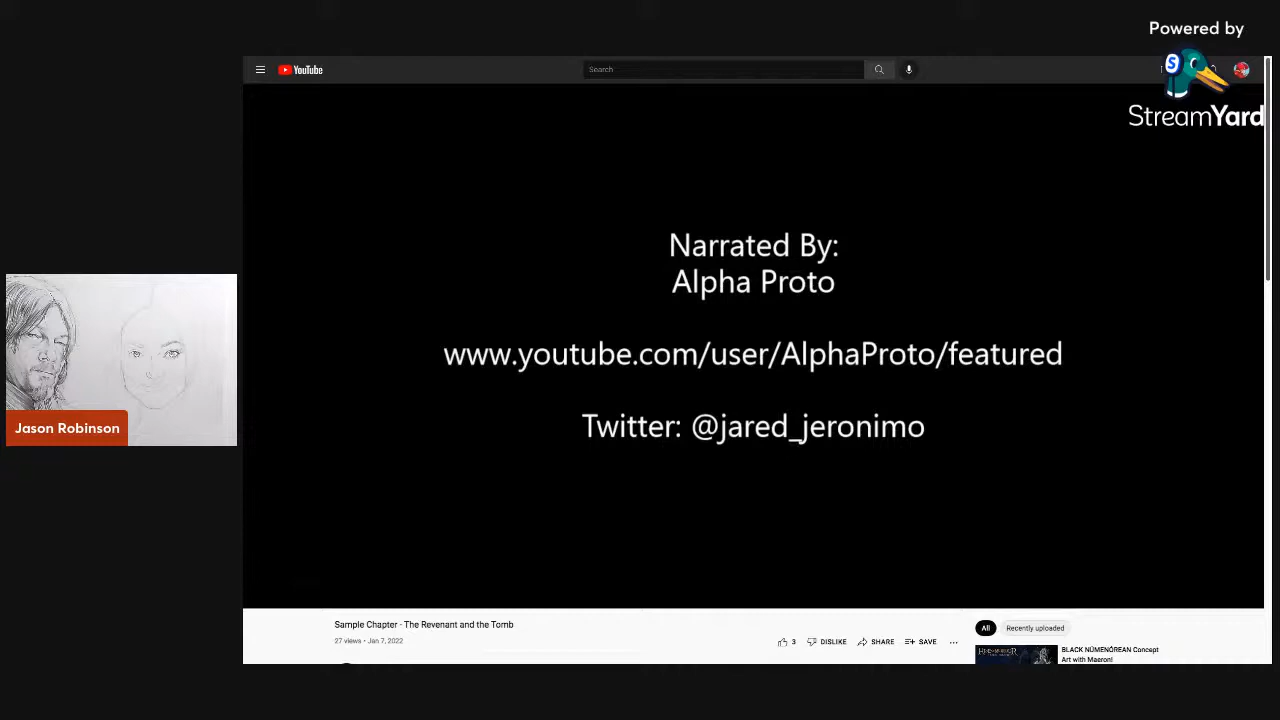 Powered by
StreamYard
YouTube
Search
Narrated By:
Alpha Proto
www.youtube.com/user/AlphaProto/featured
Twitter: @jared_jeronimo
Jason Robinson
Sample Chapter - The Revenant and the Tomb
27 views • Jan 7, 2022
3
DISLIKE
SHARE
SAVE
All
Recently uploaded
BLACK NÚMENÓREAN Concept
Art with Maeron!